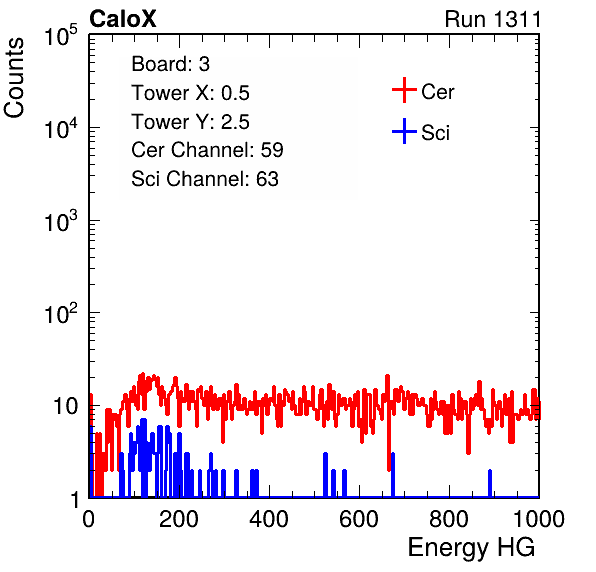 CaloX Run 1311
Counts
Board: 3
Tower X: 0.5
Tower Y: 2.5
Cer Channel: 59
Sci Channel: 63
Cer
Sci
10^5
10^4
10^3
10^2
10
1
0 200 400 600 800 1000
Energy HG